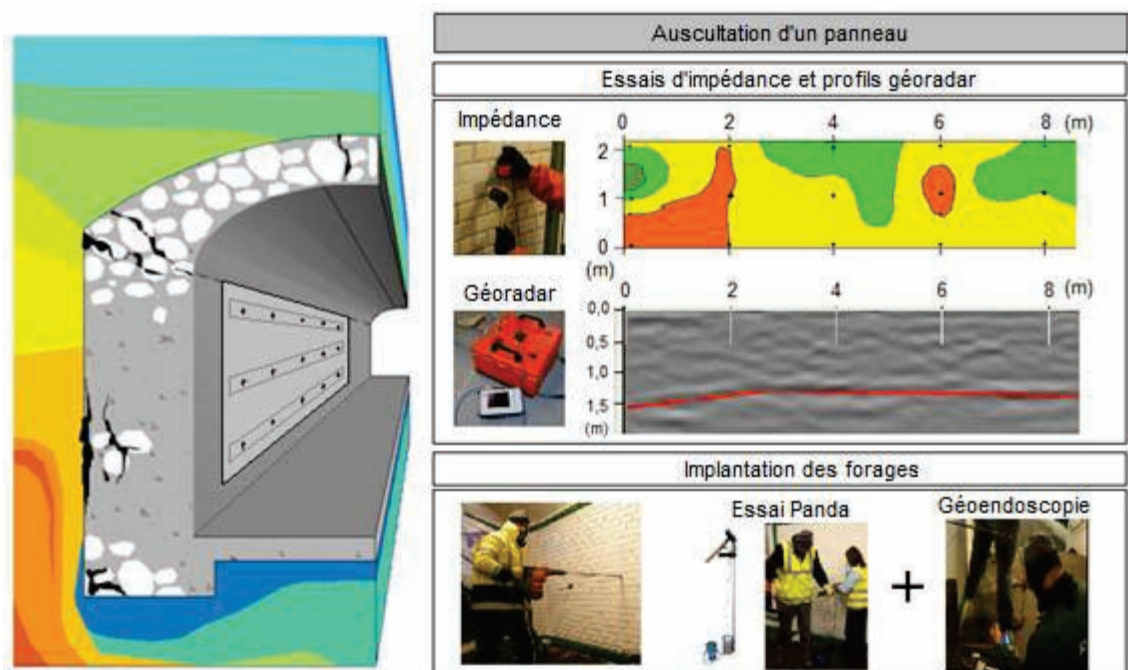 Auscultation d'un panneau
Essais d'impédance et profils géoradar
Impédance
0 2 4 6 8 (m)
2
1
0
(m)
Géoradar
0 2 4 6 8 (m)
0,0
0,5
1,0
1,5
(m)
Implantation des forages
Essai Panda
+
Géoendoscopie